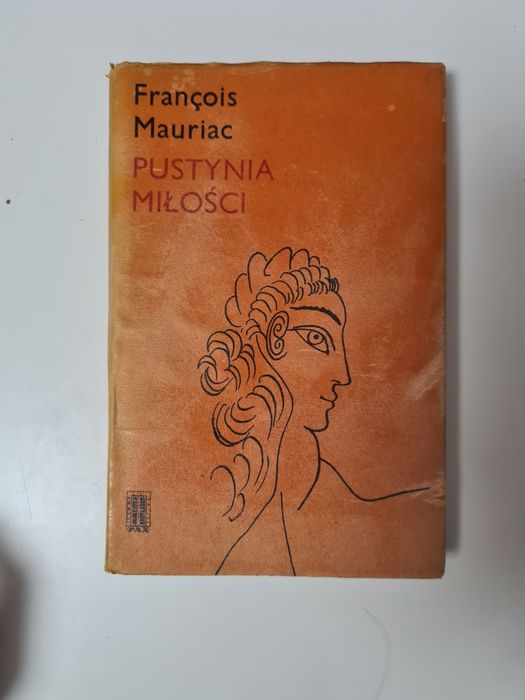 François
Mauriac
PUSTYNIA
MIŁOŚCI
PAX